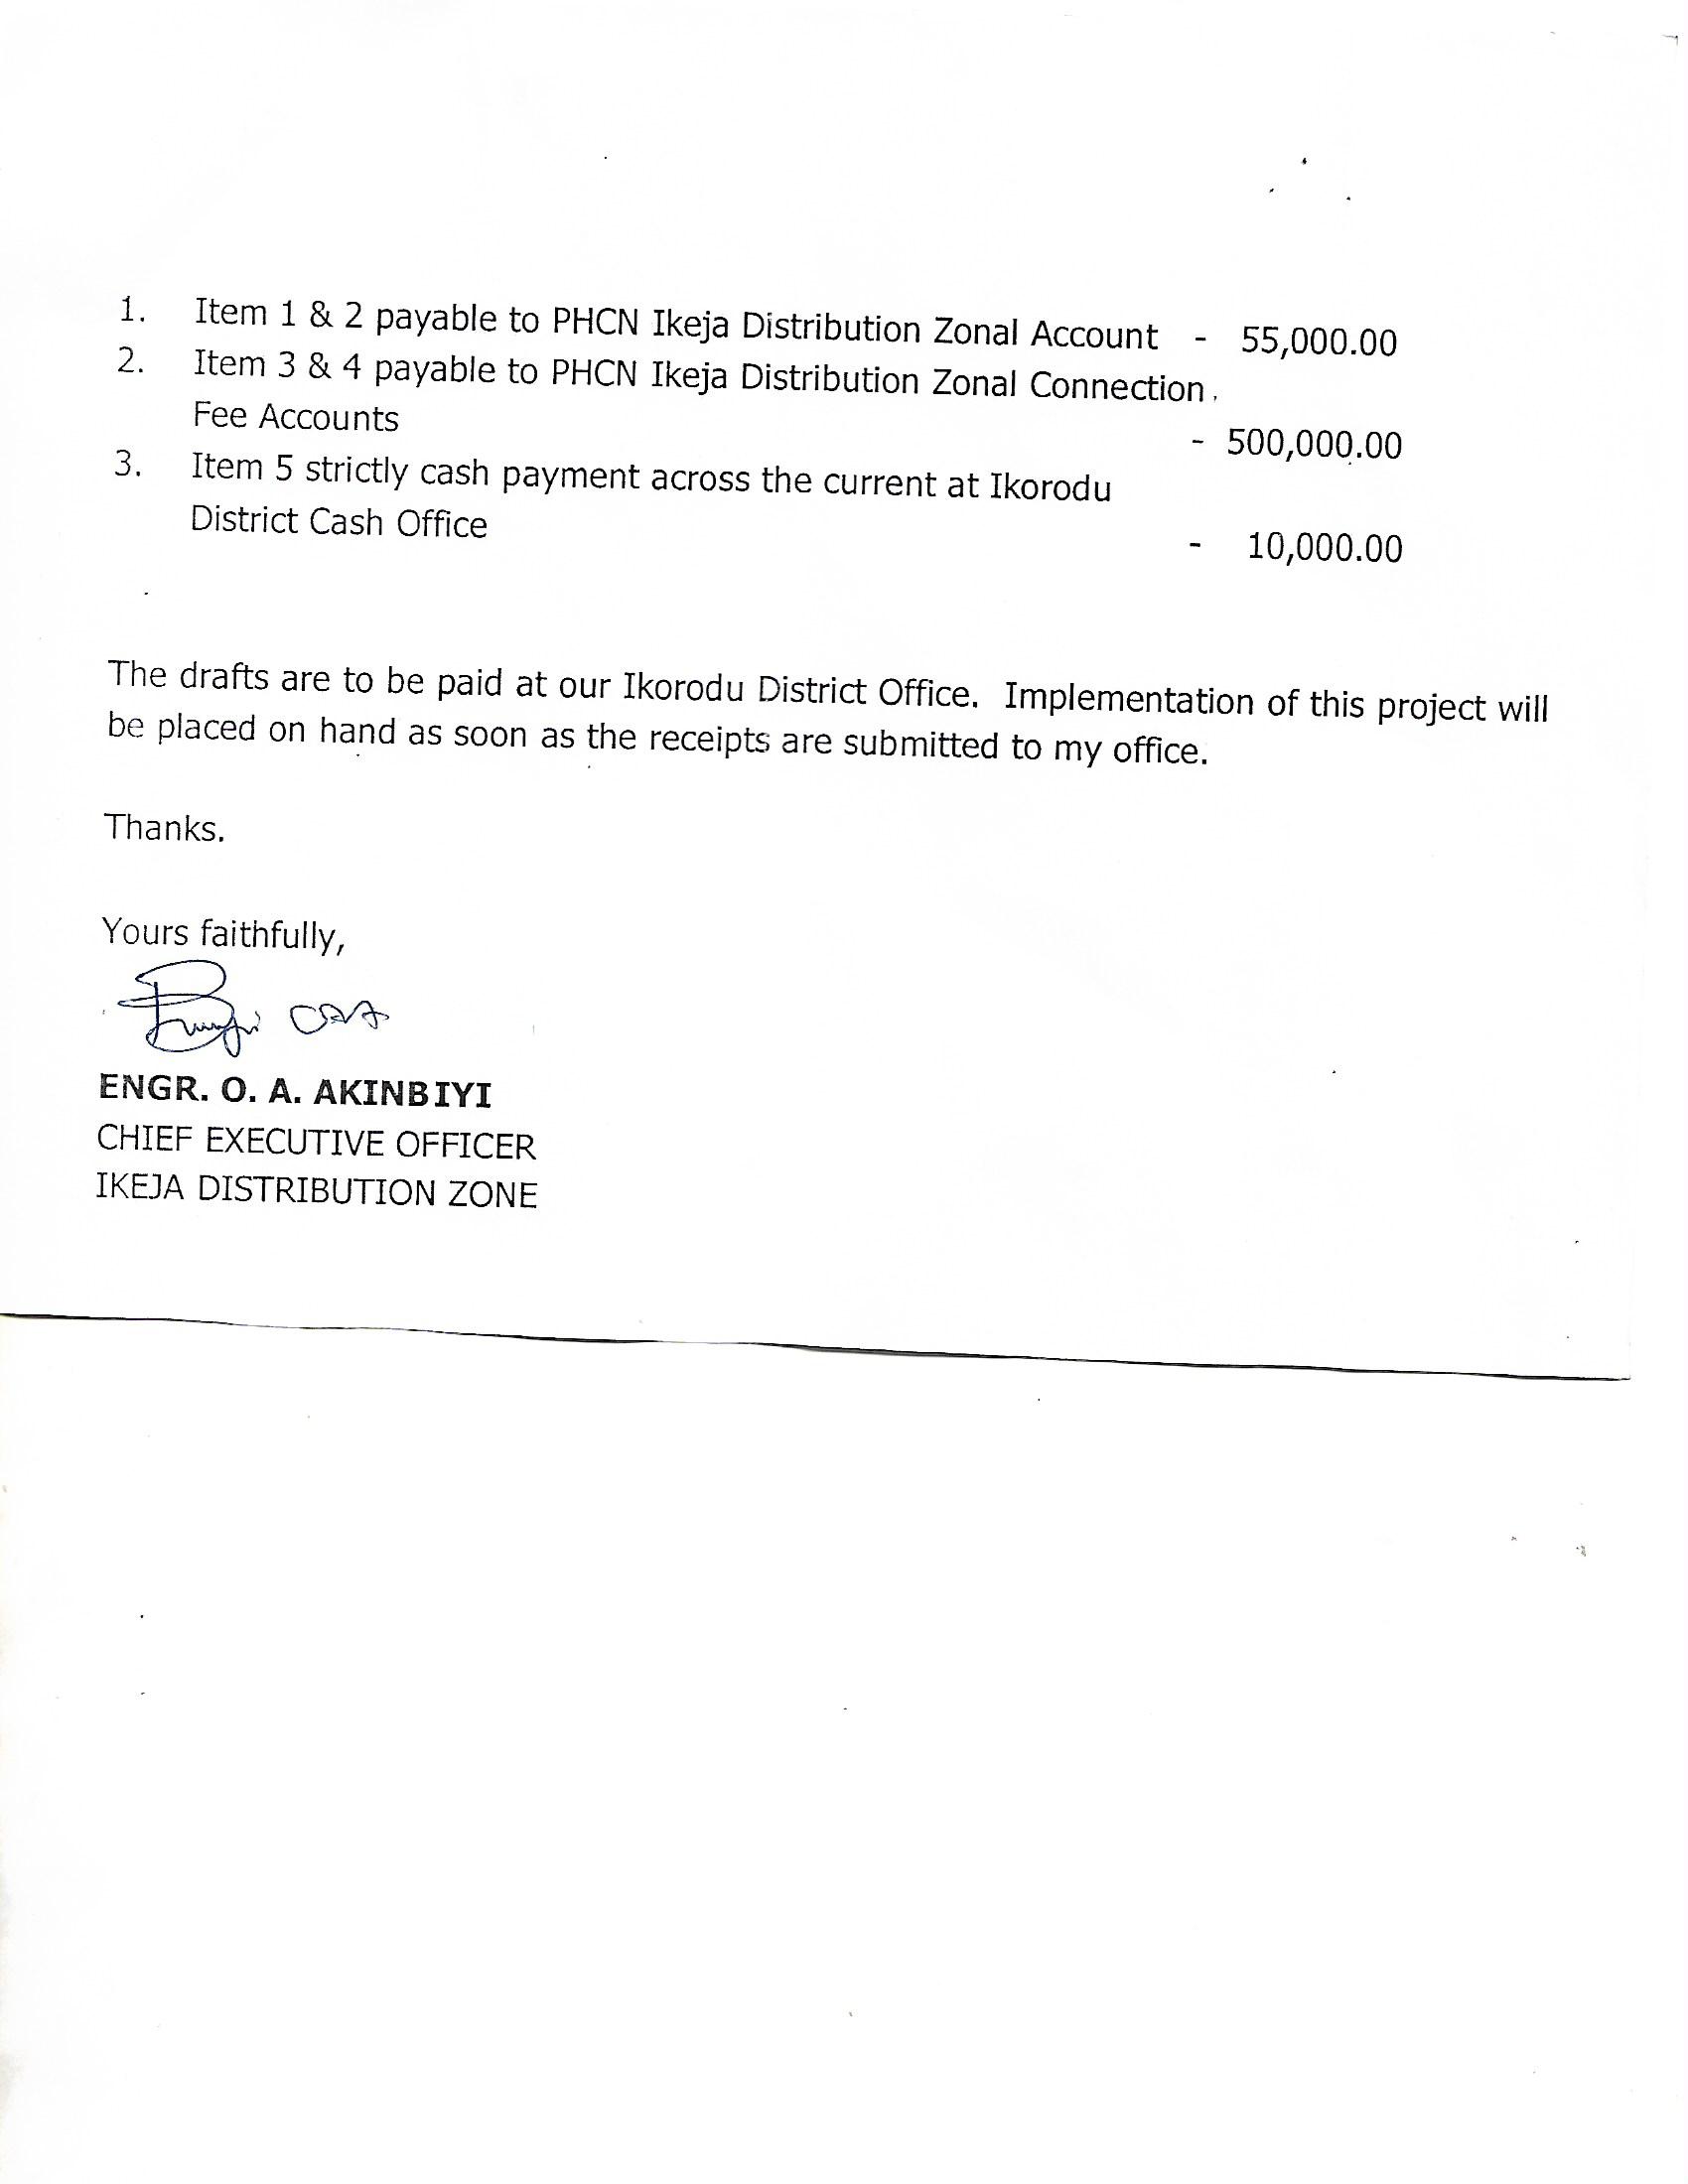 1. Item 1 & 2 payable to PHCN Ikeja Distribution Zonal Account - 55,000.00
2. Item 3 & 4 payable to PHCN Ikeja Distribution Zonal Connection
Fee Accounts - 500,000.00
3. Item 5 strictly cash payment across the current at Ikorodu
District Cash Office - 10,000.00
The drafts are to be paid at our Ikorodu District Office. Implementation of this project will
be placed on hand as soon as the receipts are submitted to my office.
Thanks.
Yours faithfully,
ENGR. O. A. AKINBIYI
CHIEF EXECUTIVE OFFICER
IKEJA DISTRIBUTION ZONE